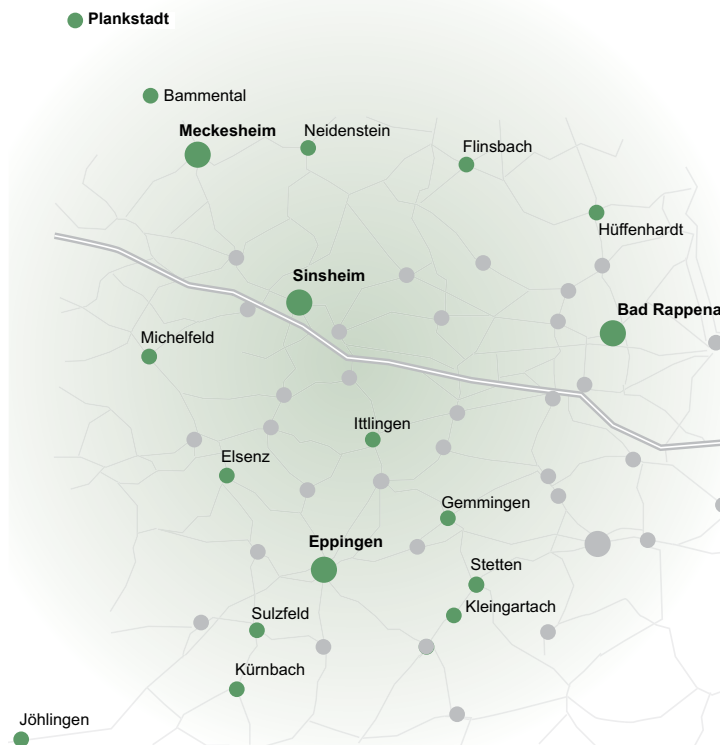 Plankstadt
Bammental
Meckesheim
Neidenstein
Flinsbach
Hüffenhardt
Sinsheim
Bad Rappena
Michelfeld
Ittlingen
Elsenz
Gemmingen
Eppingen
Stetten
Kleingartach
Sulzfeld
Kürnbach
Jöhlingen